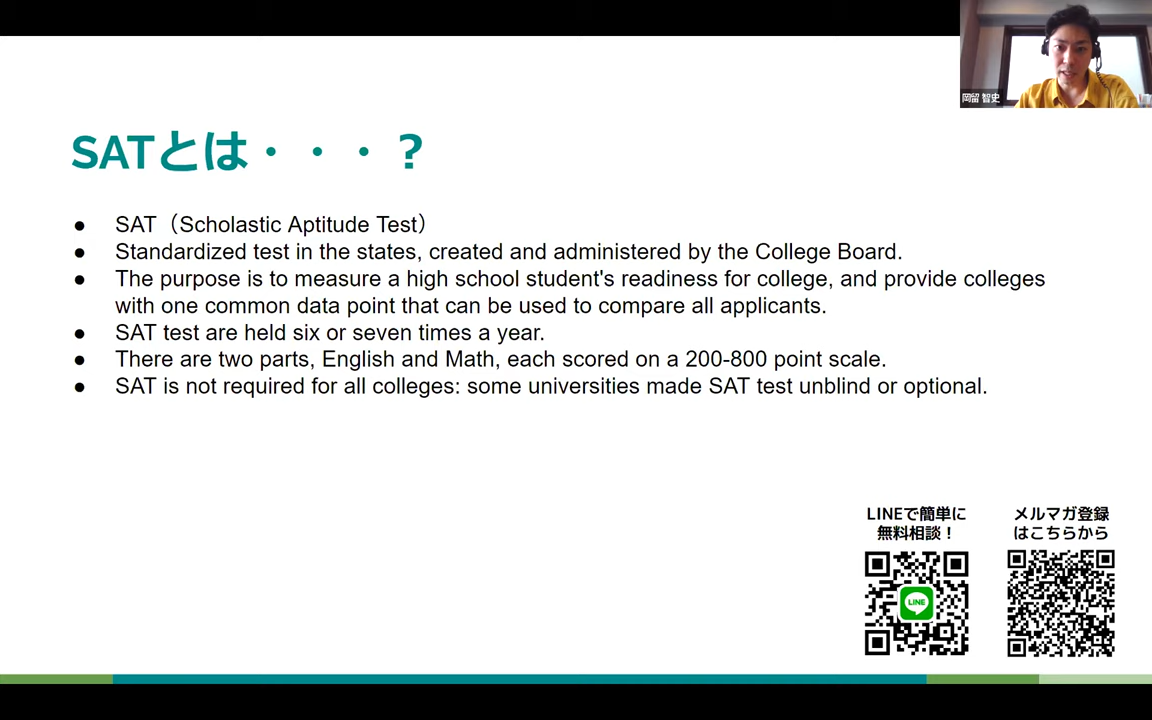 岡留 智史
SATとは・・・？
● SAT（Scholastic Aptitude Test）
● Standardized test in the states, created and administered by the College Board.
● The purpose is to measure a high school student's readiness for college, and provide colleges
with one common data point that can be used to compare all applicants.
● SAT test are held six or seven times a year.
● There are two parts, English and Math, each scored on a 200-800 point scale.
● SAT is not required for all colleges: some universities made SAT test unblind or optional.
LINEで簡単に
無料相談！
メルマガ登録
はこちらから
LINE